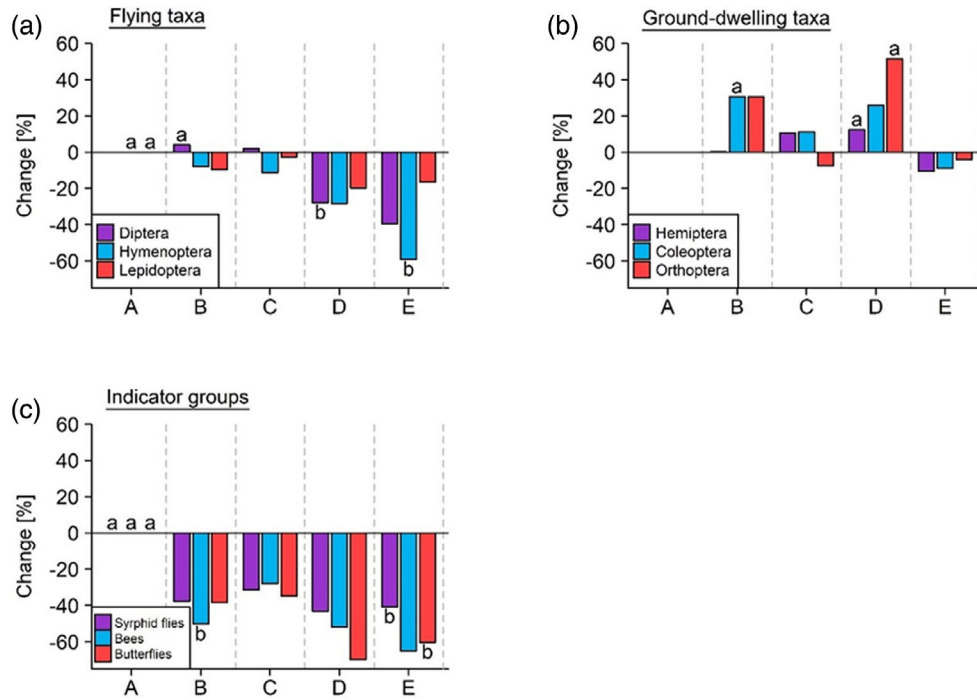 (a) Flying taxa
60
40
20
0
-20
-40
-60
Change [%]
a a
a
b
b
Diptera
Hymenoptera
Lepidoptera
A B C D E
(b) Ground-dwelling taxa
60
40
20
0
-20
-40
-60
Change [%]
a
a
a
Hemiptera
Coleoptera
Orthoptera
A B C D E
(c) Indicator groups
60
40
20
0
-20
-40
-60
Change [%]
a a a
b
b
b
Syrphid flies
Bees
Butterflies
A B C D E